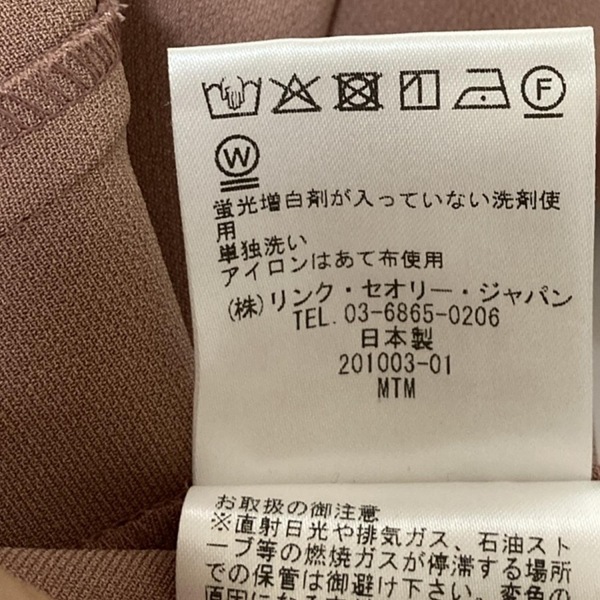 F
W
蛍光増白剤が入っていない洗剤使
用
単独洗い
アイロンはあて布使用
(株)リンク・セオリー・ジャパン
TEL. 03-6865-0206
日本製
201003-01
MTM
お取扱の御注意
※直射日光や排気ガス、石油スト
ーブ等の燃焼ガスが停滞する場所
での保管は御避け下さい。変色の
原因になる